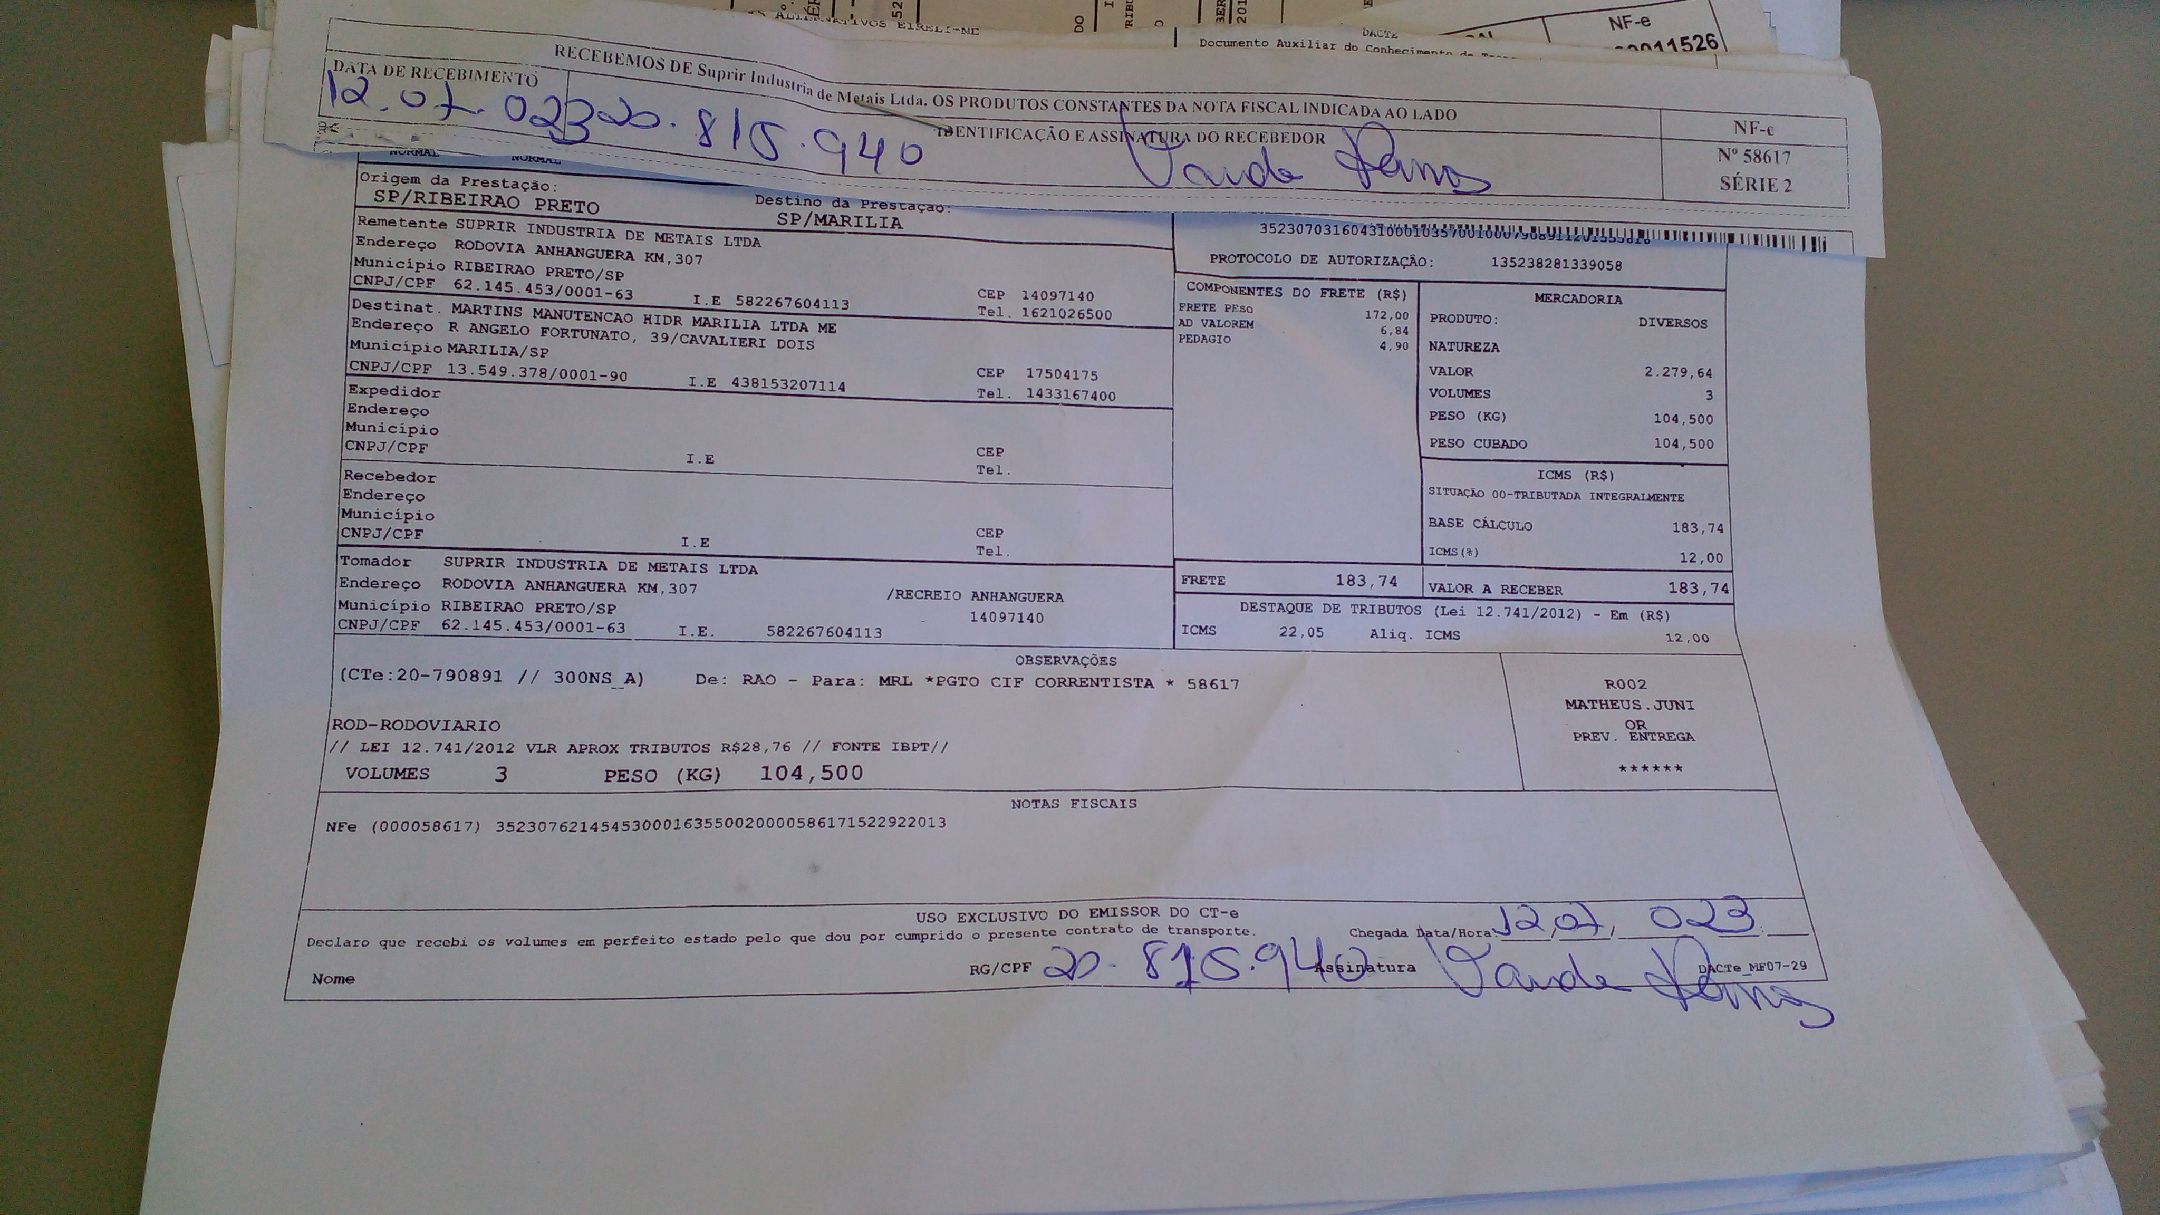 NF-e
Documento Auxiliar do Conhecimento
RECEBEMOS DE Suprir Industria de Metais Ltda. OS PRODUTOS CONSTANTES DA NOTA FISCAL INDICADA AO LADO
DATA DE RECEBIMENTO
IDENTIFICAÇÃO E ASSINATURA DO RECEBEDOR
12.07.023 20.815.940
NF-e
Nº 58617
SÉRIE 2
NORMAL NORMAL
Origem da Prestação:
SP/RIBEIRAO PRETO
Destino da Prestação:
SP/MARILIA
Remetente SUPRIR INDUSTRIA DE METAIS LTDA
Endereço RODOVIA ANHANGUERA KM,307
Município RIBEIRAO PRETO/SP CEP 14097140
CNPJ/CPF 62.145.453/0001-63 I.E 582267604113 Tel. 1621026500
Destinat. MARTINS MANUTENCAO HIDR MARILIA LTDA ME
Endereço R ANGELO FORTUNATO, 39/CAVALIERI DOIS
Município MARILIA/SP CEP 17504175
CNPJ/CPF 13.549.378/0001-90 I.E 438153207114 Tel. 1433167400
Expedidor
Endereço
Município CEP
CNPJ/CPF I.E Tel.
Recebedor
Endereço
Município CEP
CNPJ/CPF I.E Tel.
Tomador SUPRIR INDUSTRIA DE METAIS LTDA
Endereço RODOVIA ANHANGUERA KM,307 /RECREIO ANHANGUERA
Município RIBEIRAO PRETO/SP 14097140
CNPJ/CPF 62.145.453/0001-63 I.E. 582267604113
PROTOCOLO DE AUTORIZAÇÃO: 135238281339058
COMPONENTES DO FRETE (R$)
FRETE PESO 172,00
AD VALOREM 6,84
PEDAGIO 4,90
MERCADORIA
PRODUTO: DIVERSOS
NATUREZA
VALOR 2.279,64
VOLUMES 3
PESO (KG) 104,500
PESO CUBADO 104,500
ICMS (R$)
SITUAÇÃO 00-TRIBUTADA INTEGRALMENTE
BASE CÁLCULO 183,74
ICMS(%) 12,00
FRETE 183,74
VALOR A RECEBER 183,74
DESTAQUE DE TRIBUTOS (Lei 12.741/2012) - Em (R$)
ICMS 22,05 Aliq. ICMS 12,00
OBSERVAÇÕES
(CTe:20-790891 // 300NS_A) De: RAO - Para: MRL *PGTO CIF CORRENTISTA * 58617
ROD-RODOVIARIO
// LEI 12.741/2012 VLR APROX TRIBUTOS R$28,76 // FONTE IBPT//
VOLUMES 3 PESO (KG) 104,500
R002
MATHEUS.JUNI
OR
PREV. ENTREGA
******
NOTAS FISCAIS
NFe (000058617) 35230762145453000163550020000586171522922013
USO EXCLUSIVO DO EMISSOR DO CT-e
Declaro que recebi os volumes em perfeito estado pelo que dou por cumprido o presente contrato de transporte.
Chegada Data/Hora: 12,07, 023
Nome RG/CPF 20.815.940 Assinatura
DACTe_MF07-29